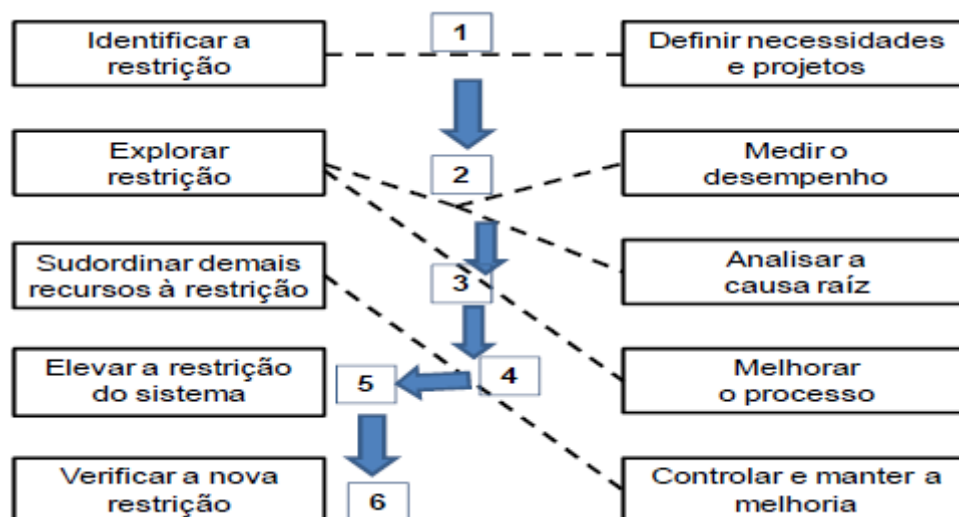 Identificar a
restrição
1
Definir necessidades
e projetos
Explorar
restrição
2
Medir o
desempenho
Sudordinar demais
recursos à restrição
3
Analisar a
causa raíz
Elevar a restrição
do sistema
5
4
Melhorar
o processo
Verificar a nova
restrição
6
Controlar e manter a
melhoria